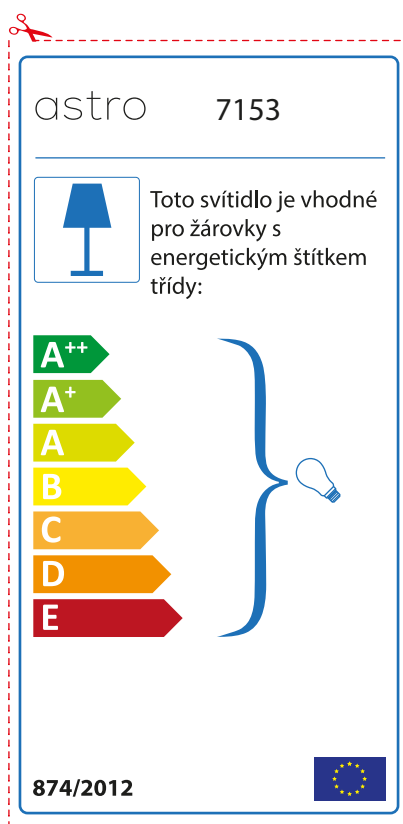 astro 7153
Toto svítidlo je vhodné
pro žárovky s
energetickým štítkem
třídy:
A++
A+
A
B
C
D
E
874/2012